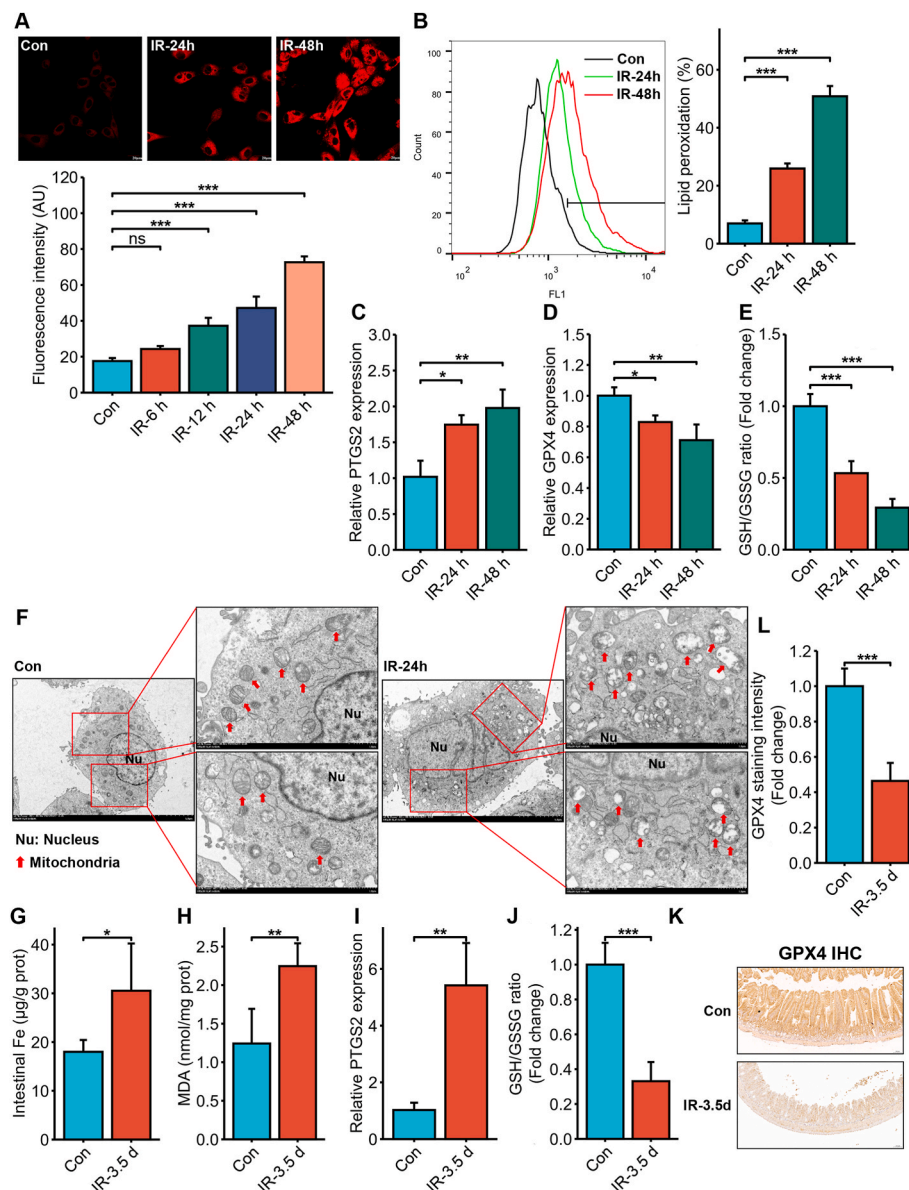 A
Con
IR-24h
IR-48h
Fluorescence intensity (AU)
120
100
80
60
40
20
0
***
***
***
ns
Con
IR-6 h
IR-12 h
IR-24 h
IR-48 h
B
Count
100
80
60
40
20
0
10²
10³
10⁴
FL1
Con
IR-24h
IR-48h
Lipid peroxidation (%)
60
40
20
0
***
***
Con
IR-24 h
IR-48 h
C
Relative PTGS2 expression
3.0
2.5
2.0
1.5
1.0
0.5
0.0
**
*
Con
IR-24 h
IR-48 h
D
Relative GPX4 expression
1.4
1.2
1.0
0.8
0.6
0.4
1.2
0.0
**
*
Con
IR-24 h
IR-48 h
E
GSH/GSSG ratio (Fold change)
1.5
1.0
0.5
0.0
***
***
Con
IR-24 h
IR-48 h
F
Con
Nu
Nu
Nu
Nu: Nucleus
Mitochondria
IR-24h
Nu
Nu
Nu
L
GPX4 staining intensity
(Fold change)
1.2
1.0
0.8
0.6
0.4
0.2
0.0
***
Con
IR-3.5 d
G
Intestinal Fe (µg/g prot)
40
30
20
10
0
*
Con
IR-3.5 d
H
MDA (nmol/mg prot)
2.5
2.0
1.5
1.0
0.5
0.0
**
Con
IR-3.5 d
I
Relative PTGS2 expression
6
4
2
0
**
Con
IR-3.5 d
J
GSH/GSSG ratio
(Fold change)
1.2
1.0
0.8
0.6
0.4
0.2
0.0
***
Con
IR-3.5 d
K
GPX4 IHC
Con
IR-3.5d